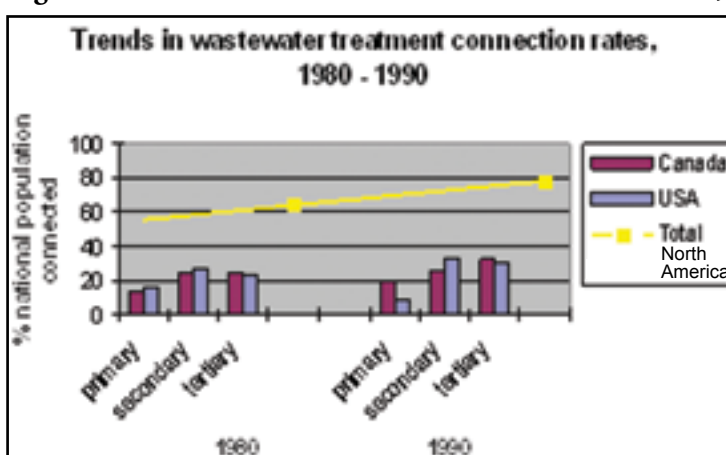 Trends in wastewater treatment connection rates,
1980 - 1990
% national population
connected
100
80
60
40
20
0
primary
secondary
tertiary
primary
secondary
tertiary
1980
1990
Canada
USA
Total
North
America